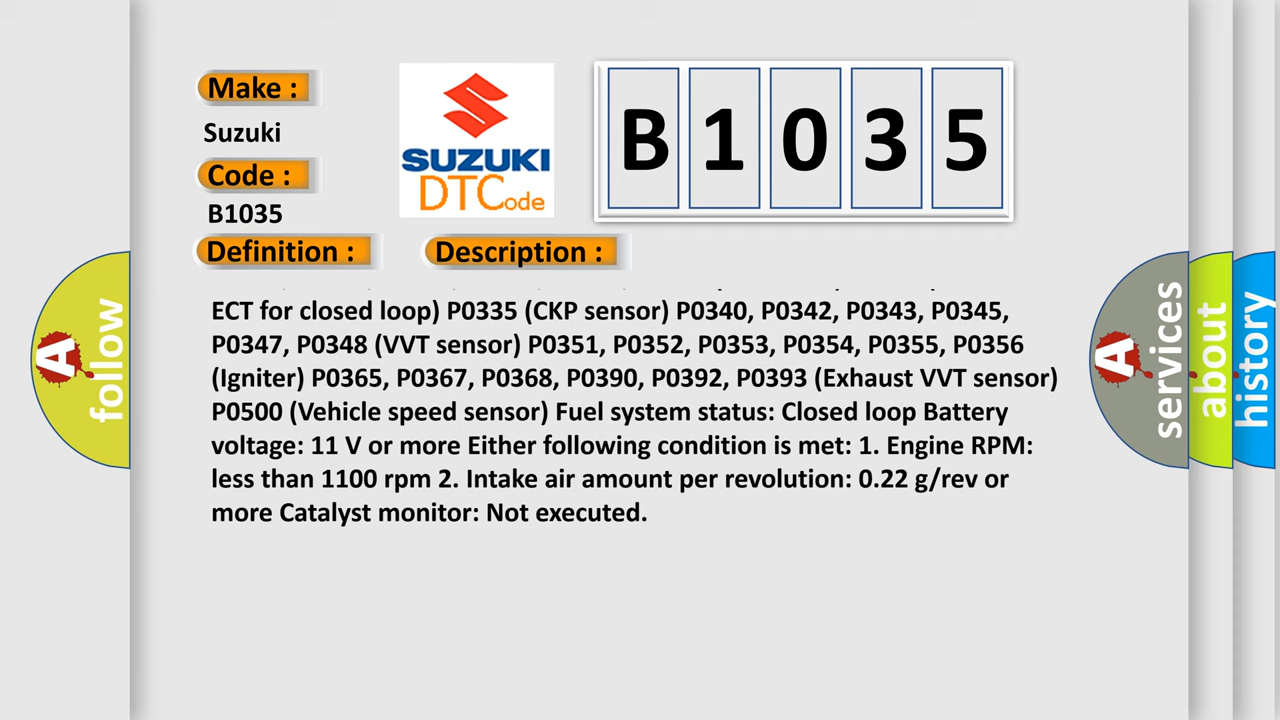 Make :
Suzuki
Code :
B1035
Definition :
Description :
SUZUKI
DTCode
B1035
ECT for closed loop) P0335 (CKP sensor) P0340, P0342, P0343, P0345,
P0347, P0348 (VVT sensor) P0351, P0352, P0353, P0354, P0355, P0356
(Igniter) P0365, P0367, P0368, P0390, P0392, P0393 (Exhaust VVT sensor)
P0500 (Vehicle speed sensor) Fuel system status: Closed loop Battery
voltage: 11 V or more Either following condition is met: 1. Engine RPM:
less than 1100 rpm 2. Intake air amount per revolution: 0.22 g/rev or
more Catalyst monitor: Not executed.
A
follow
A
services
about
history